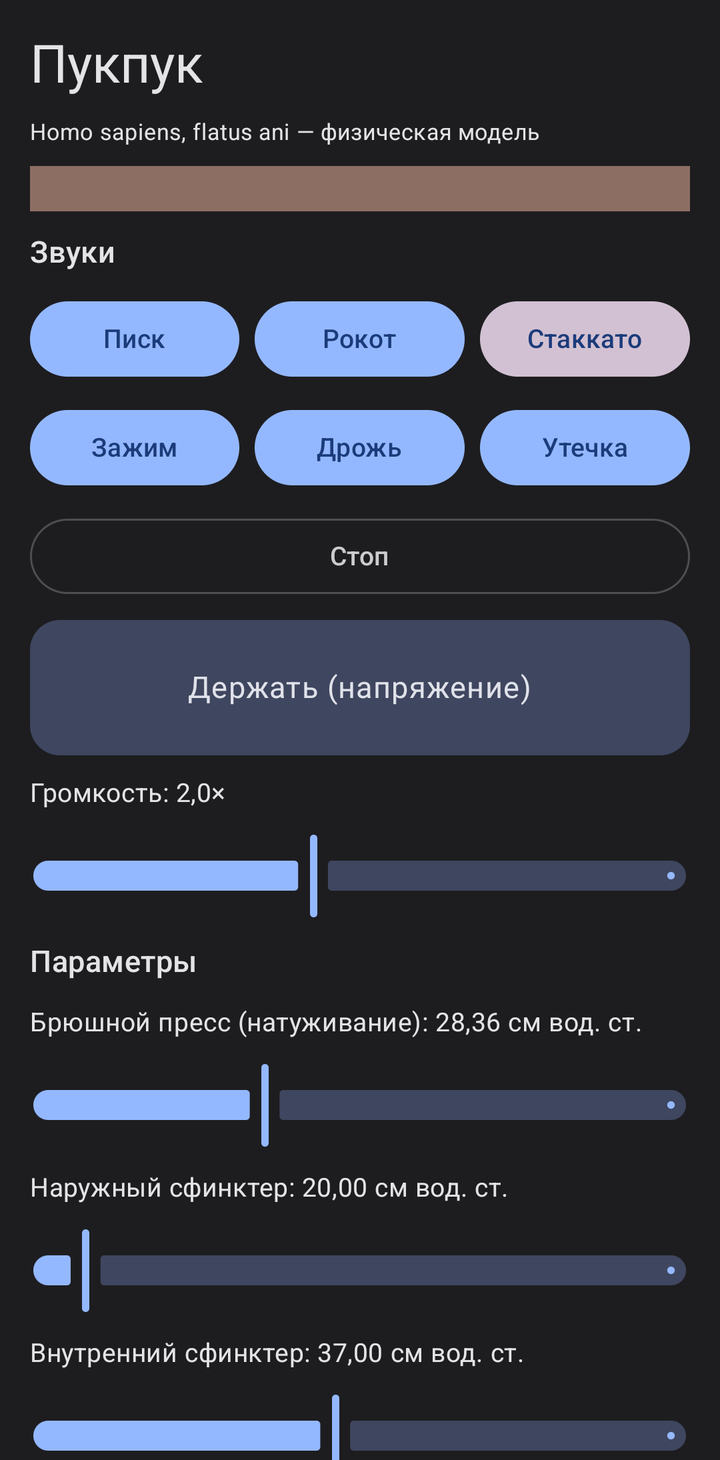 Пукпук
Homo sapiens, flatus ani — физическая модель
Звуки
Писк
Рокот
Стаккато
Зажим
Дрожь
Утечка
Стоп
Держать (напряжение)
Громкость: 2,0×
Параметры
Брюшной пресс (натуживание): 28,36 см вод. ст.
Наружный сфинктер: 20,00 см вод. ст.
Внутренний сфинктер: 37,00 см вод. ст.